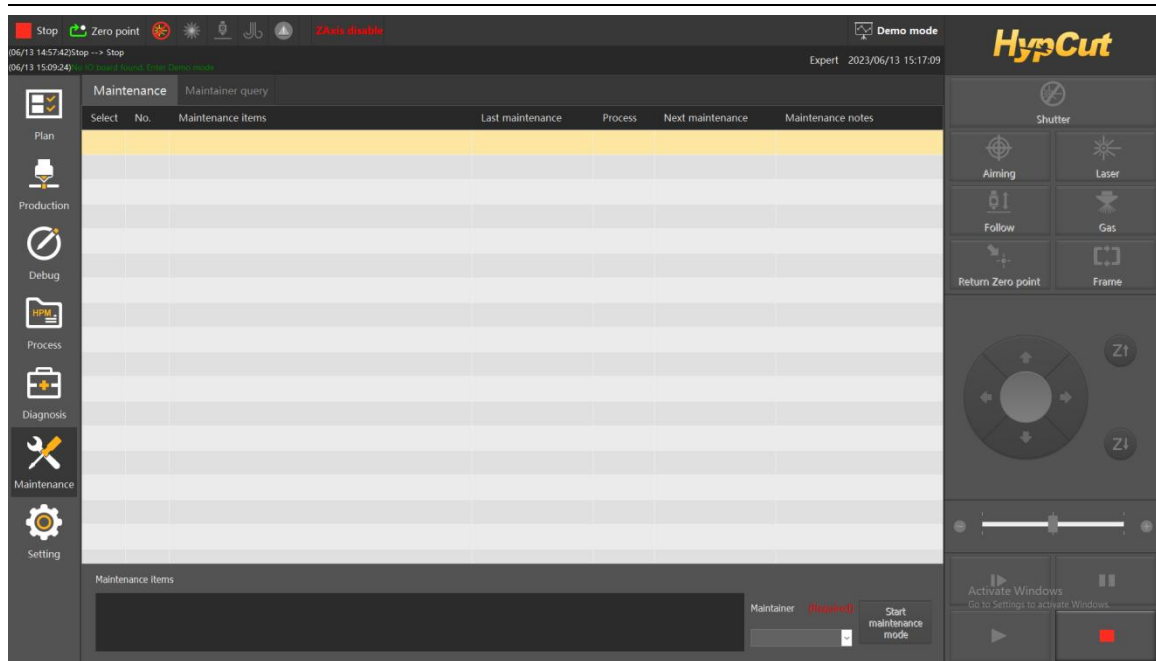 Stop Zero point ZAxis disable Demo mode
HypCut
(06/13 14:57:42)Stop --> Stop
(06/13 15:09:24)No IO board found. Enter Demo mode
Expert 2023/06/13 15:17:09
Maintenance Maintainer query
Select No. Maintenance items Last maintenance Process Next maintenance Maintenance notes
Plan
Production
Debug
HPM
Process
Diagnosis
Maintenance
Setting
Shutter
Aiming Laser
Follow Gas
Return Zero point Frame
Z↑
Z↓
Maintenance items
Maintainer (Required)
Start
maintenance
mode
Activate Windows
Go to Settings to activate Windows.